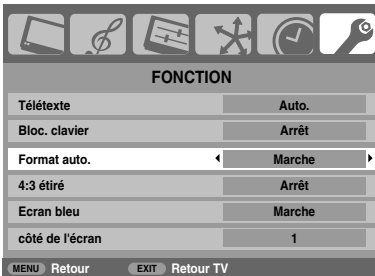 FONCTION
Télétexte Auto.
Bloc. clavier Arrêt
Format auto. Marche
4:3 étiré Arrêt
Ecran bleu Marche
côté de l'écran 1
MENU Retour EXIT Retour TV